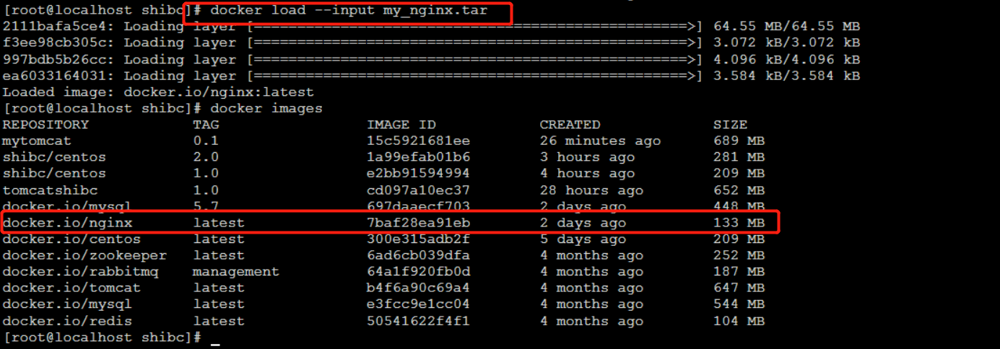 [root@localhost shibc]# docker load --input my_nginx.tar
2111bafa5ce4: Loading layer [==================================================>] 64.55 MB/64.55 MB
f3ee98cb305c: Loading layer [==================================================>] 3.072 kB/3.072 kB
997bdb5b26cc: Loading layer [==================================================>] 4.096 kB/4.096 kB
ea6033164031: Loading layer [==================================================>] 3.584 kB/3.584 kB
Loaded image: docker.io/nginx:latest
[root@localhost shibc]# docker images
REPOSITORY TAG IMAGE ID CREATED SIZE
mytomcat 0.1 15c5921681ee 26 minutes ago 689 MB
shibc/centos 2.0 1a99efab01b6 3 hours ago 281 MB
shibc/centos 1.0 e2bb91594994 4 hours ago 209 MB
tomcatshibc 1.0 cd097a10ec37 28 hours ago 652 MB
docker.io/mysql 5.7 697daaecf703 2 days ago 448 MB
docker.io/nginx latest 7baf28ea91eb 2 days ago 133 MB
docker.io/centos latest 300e315adb2f 5 days ago 209 MB
docker.io/zookeeper latest 6ad6cb039dfa 4 months ago 252 MB
docker.io/rabbitmq management 64a1f920fb0d 4 months ago 187 MB
docker.io/tomcat latest b4f6a90c69a4 4 months ago 647 MB
docker.io/mysql latest e3fcc9e1cc04 4 months ago 544 MB
docker.io/redis latest 50541622f4f1 4 months ago 104 MB
[root@localhost shibc]# _